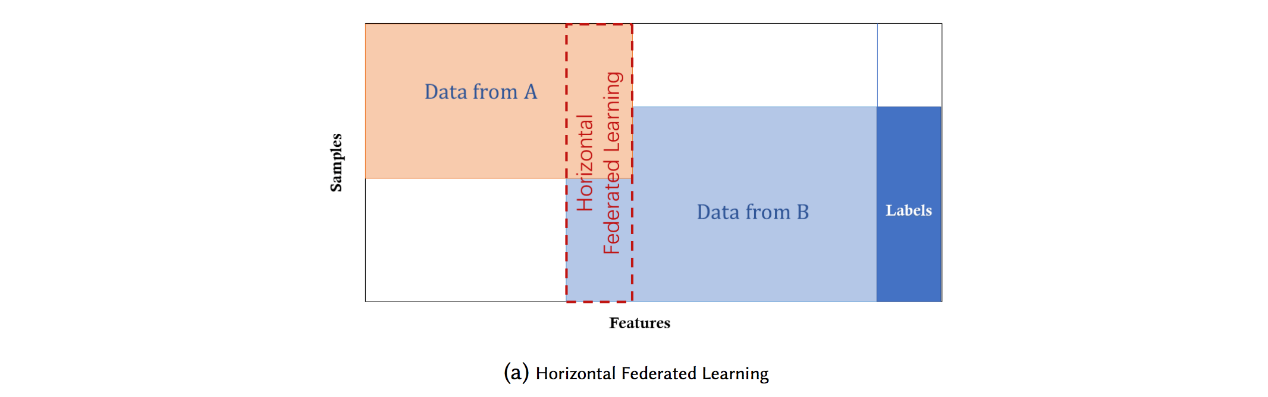 Data from A
Horizontal
Federated Learning
Samples
Data from B
Labels
Features
(a) Horizontal Federated Learning